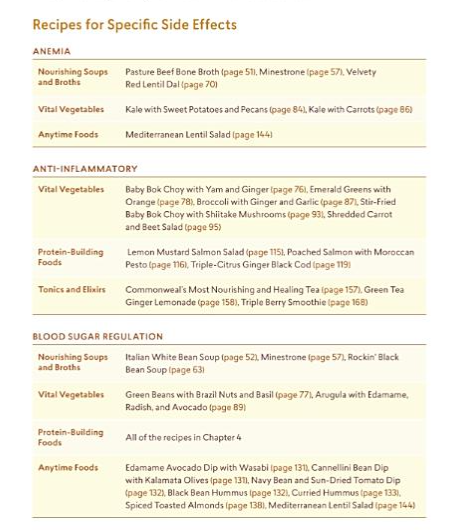 Recipes for Specific Side Effects
ANEMIA
Nourishing Soups and Broths
Pasture Beef Bone Broth (page 51), Minestrone (page 57), Velvety
Red Lentil Dal (page 70)
Vital Vegetables
Kale with Sweet Potatoes and Pecans (page 84), Kale with Carrots (page 86)
Anytime Foods
Mediterranean Lentil Salad (page 144)
ANTI-INFLAMMATORY
Vital Vegetables
Baby Bok Choy with Yam and Ginger (page 76), Emerald Greens with
Orange (page 78), Broccoli with Ginger and Garlic (page 87), Stir-Fried
Baby Bok Choy with Shiitake Mushrooms (page 93), Shredded Carrot
and Beet Salad (page 95)
Protein-Building
Foods
Lemon Mustard Salmon Salad (page 115), Poached Salmon with Moroccan
Pesto (page 116), Triple-Citrus Ginger Black Cod (page 119)
Tonics and Elixirs
Commonweal's Most Nourishing and Healing Tea (page 157), Green Tea
Ginger Lemonade (page 158), Triple Berry Smoothie (page 168)
BLOOD SUGAR REGULATION
Nourishing Soups
and Broths
Italian White Bean Soup (page 52), Minestrone (page 57), Rockin' Black
Bean Soup (page 63)
Vital Vegetables
Green Beans with Brazil Nuts and Basil (page 77), Arugula with Edamame,
Radish, and Avocado (page 89)
Protein-Building
Foods
All of the recipes in Chapter 4
Anytime Foods
Edamame Avocado Dip with Wasabi (page 131), Cannellini Bean Dip
with Kalamata Olives (page 131), Navy Bean and Sun-Dried Tomato Dip
(page 132), Black Bean Hummus (page 132), Curried Hummus (page 133),
Spiced Toasted Almonds (page 138), Mediterranean Lentil Salad (page 144)